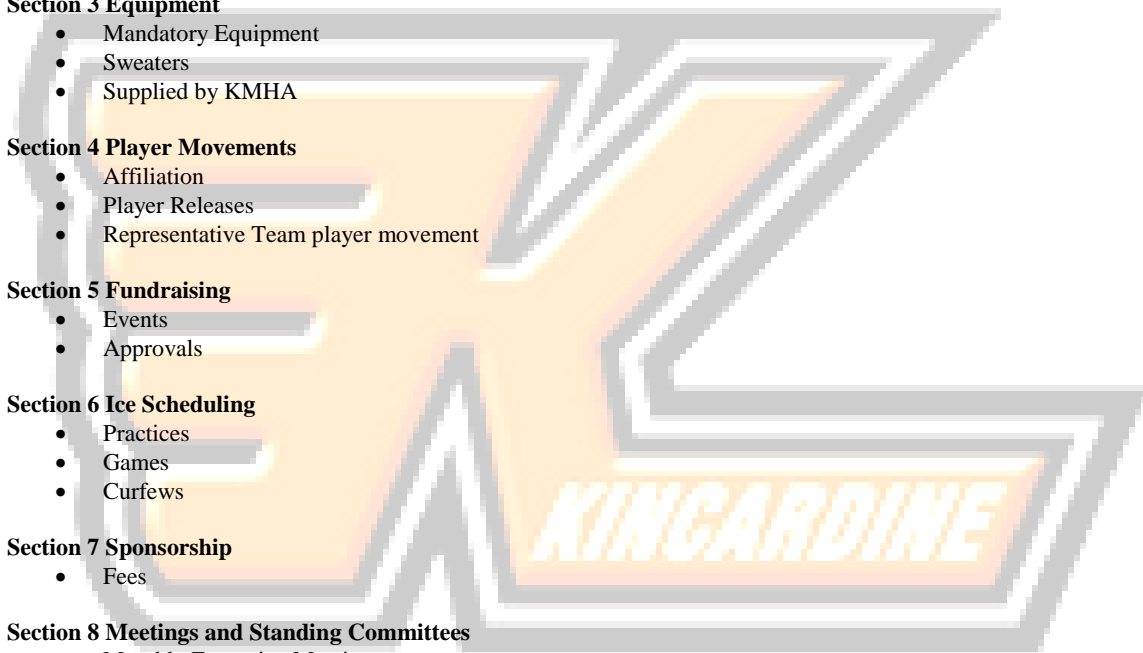 Section 3 Equipment
• Mandatory Equipment
• Sweaters
• Supplied by KMHA
Section 4 Player Movements
• Affiliation
• Player Releases
• Representative Team player movement
Section 5 Fundraising
• Events
• Approvals
Section 6 Ice Scheduling
• Practices
• Games
• Curfews
KINCARDINE
Section 7 Sponsorship
• Fees
Section 8 Meetings and Standing Committees